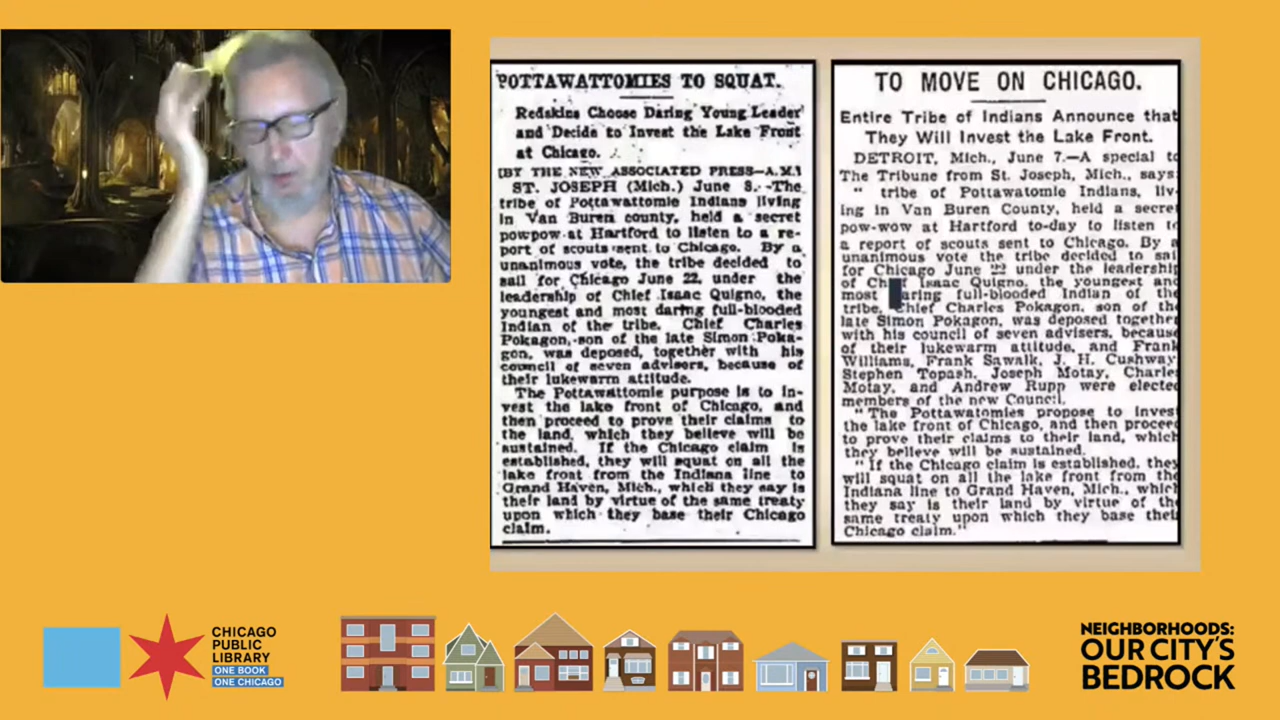 POTTAWATTOMIES TO SQUAT.
Redskins Choose Daring Young Leader
and Decide to Invest the Lake Front
at Chicago.
[BY THE NEW ASSOCIATED PRESS—A.M.]
ST. JOSEPH (Mich.) June 8.-The
tribe of Pottawattomie Indians living
in Van Buren county, held a secret
powpow at Hartford to listen to a re-
port of scouts sent to Chicago. By a
unanimous vote, the tribe decided to
sail for Chicago June 22, under the
leadership of Chief Isaac Quigno, the
youngest and most daring full-blooded
Indian of the tribe. Chief Charles
Pokagon, son of the late Simon Poka-
gon, was deposed, together with his
council of seven advisers, because of
their lukewarm attitude.
The Pottawattomie purpose is to in-
vest the lake front of Chicago, and
then proceed to prove their claims to
the land, which they believe will be
sustained. If the Chicago claim is
established, they will squat on all the
lake front from the Indiana line to
Grand Haven, Mich., which they say is
their land by virtue of the same treaty
upon which they base their Chicago
claim.
TO MOVE ON CHICAGO.
Entire Tribe of Indians Announce that
They Will Invest the Lake Front.
DETROIT, Mich., June 7.—A special to
The Tribune from St. Joseph, Mich., says:
" tribe of Pottawatomie Indians, liv-
ing in Van Buren County, held a secret
pow-wow at Hartford to-day to listen to
a report of scouts sent to Chicago. By a
unanimous vote the tribe decided to sail
for Chicago June 22 under the leadership
of Chief Isaac Quigno, the youngest and
most daring full-blooded Indian of the
tribe. Chief Charles Pokagon, son of the
late Simon Pokagon, was deposed together
with his council of seven advisers, because
of their lukewarm attitude, and Frank
Williams, Frank Sawalk, J. H. Cushway,
Stephen Topash, Joseph Motay, Charles
Motay, and Andrew Rupp were elected
members of the new Council.
"The Pottawatomies propose to invest
the lake front of Chicago, and then proceed
to prove their claims to their land, which
they believe will be sustained.
"If the Chicago claim is established, they
will squat on all the lake front from the
Indiana line to Grand Haven, Mich., which
they say is their land by virtue of the
same treaty upon which they base their
Chicago claim."
CHICAGO
PUBLIC
LIBRARY
ONE BOOK
ONE CHICAGO
NEIGHBORHOODS:
OUR CITY'S
BEDROCK